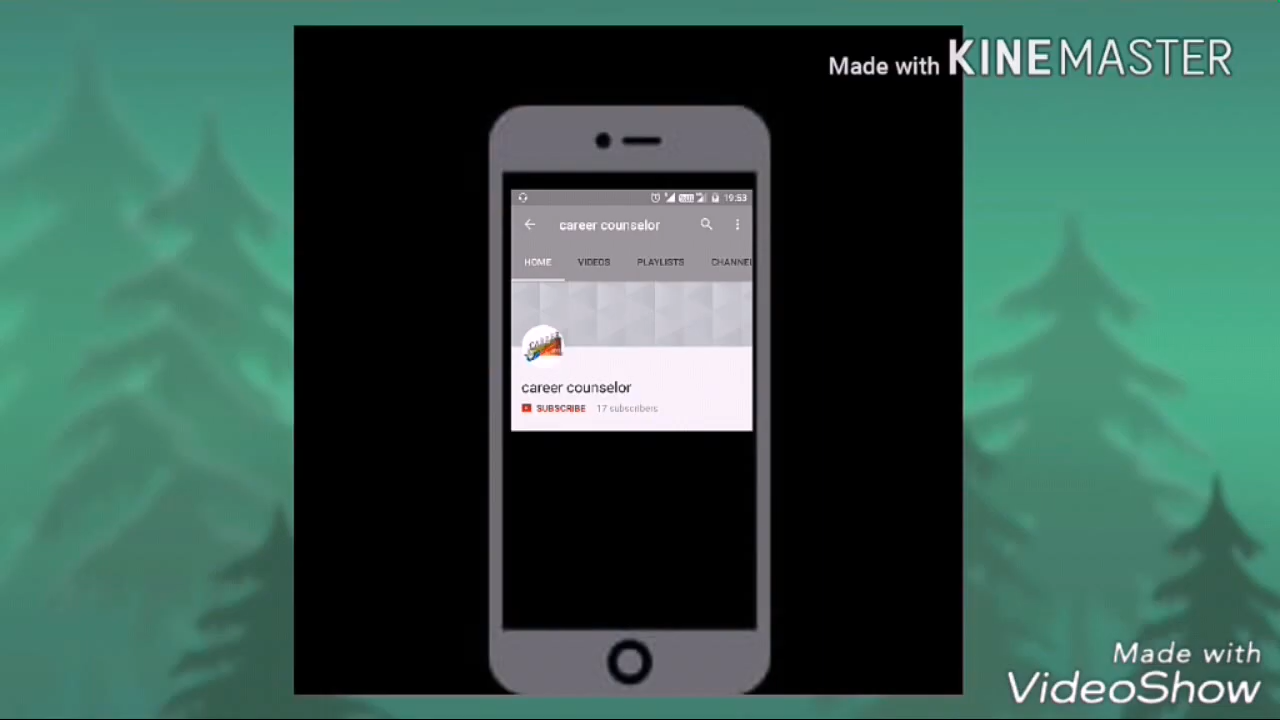 Made with KINEMASTER
19:53
career counselor
HOME VIDEOS PLAYLISTS CHANNEL
CAREER
career counselor
SUBSCRIBE 17 subscribers
Made with
VideoShow